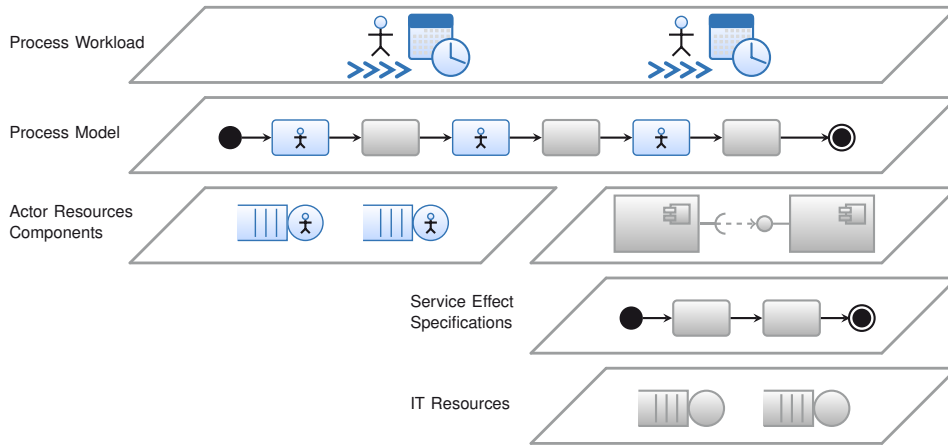 Process Workload
Process Model
Actor Resources
Components
Service Effect
Specifications
IT Resources